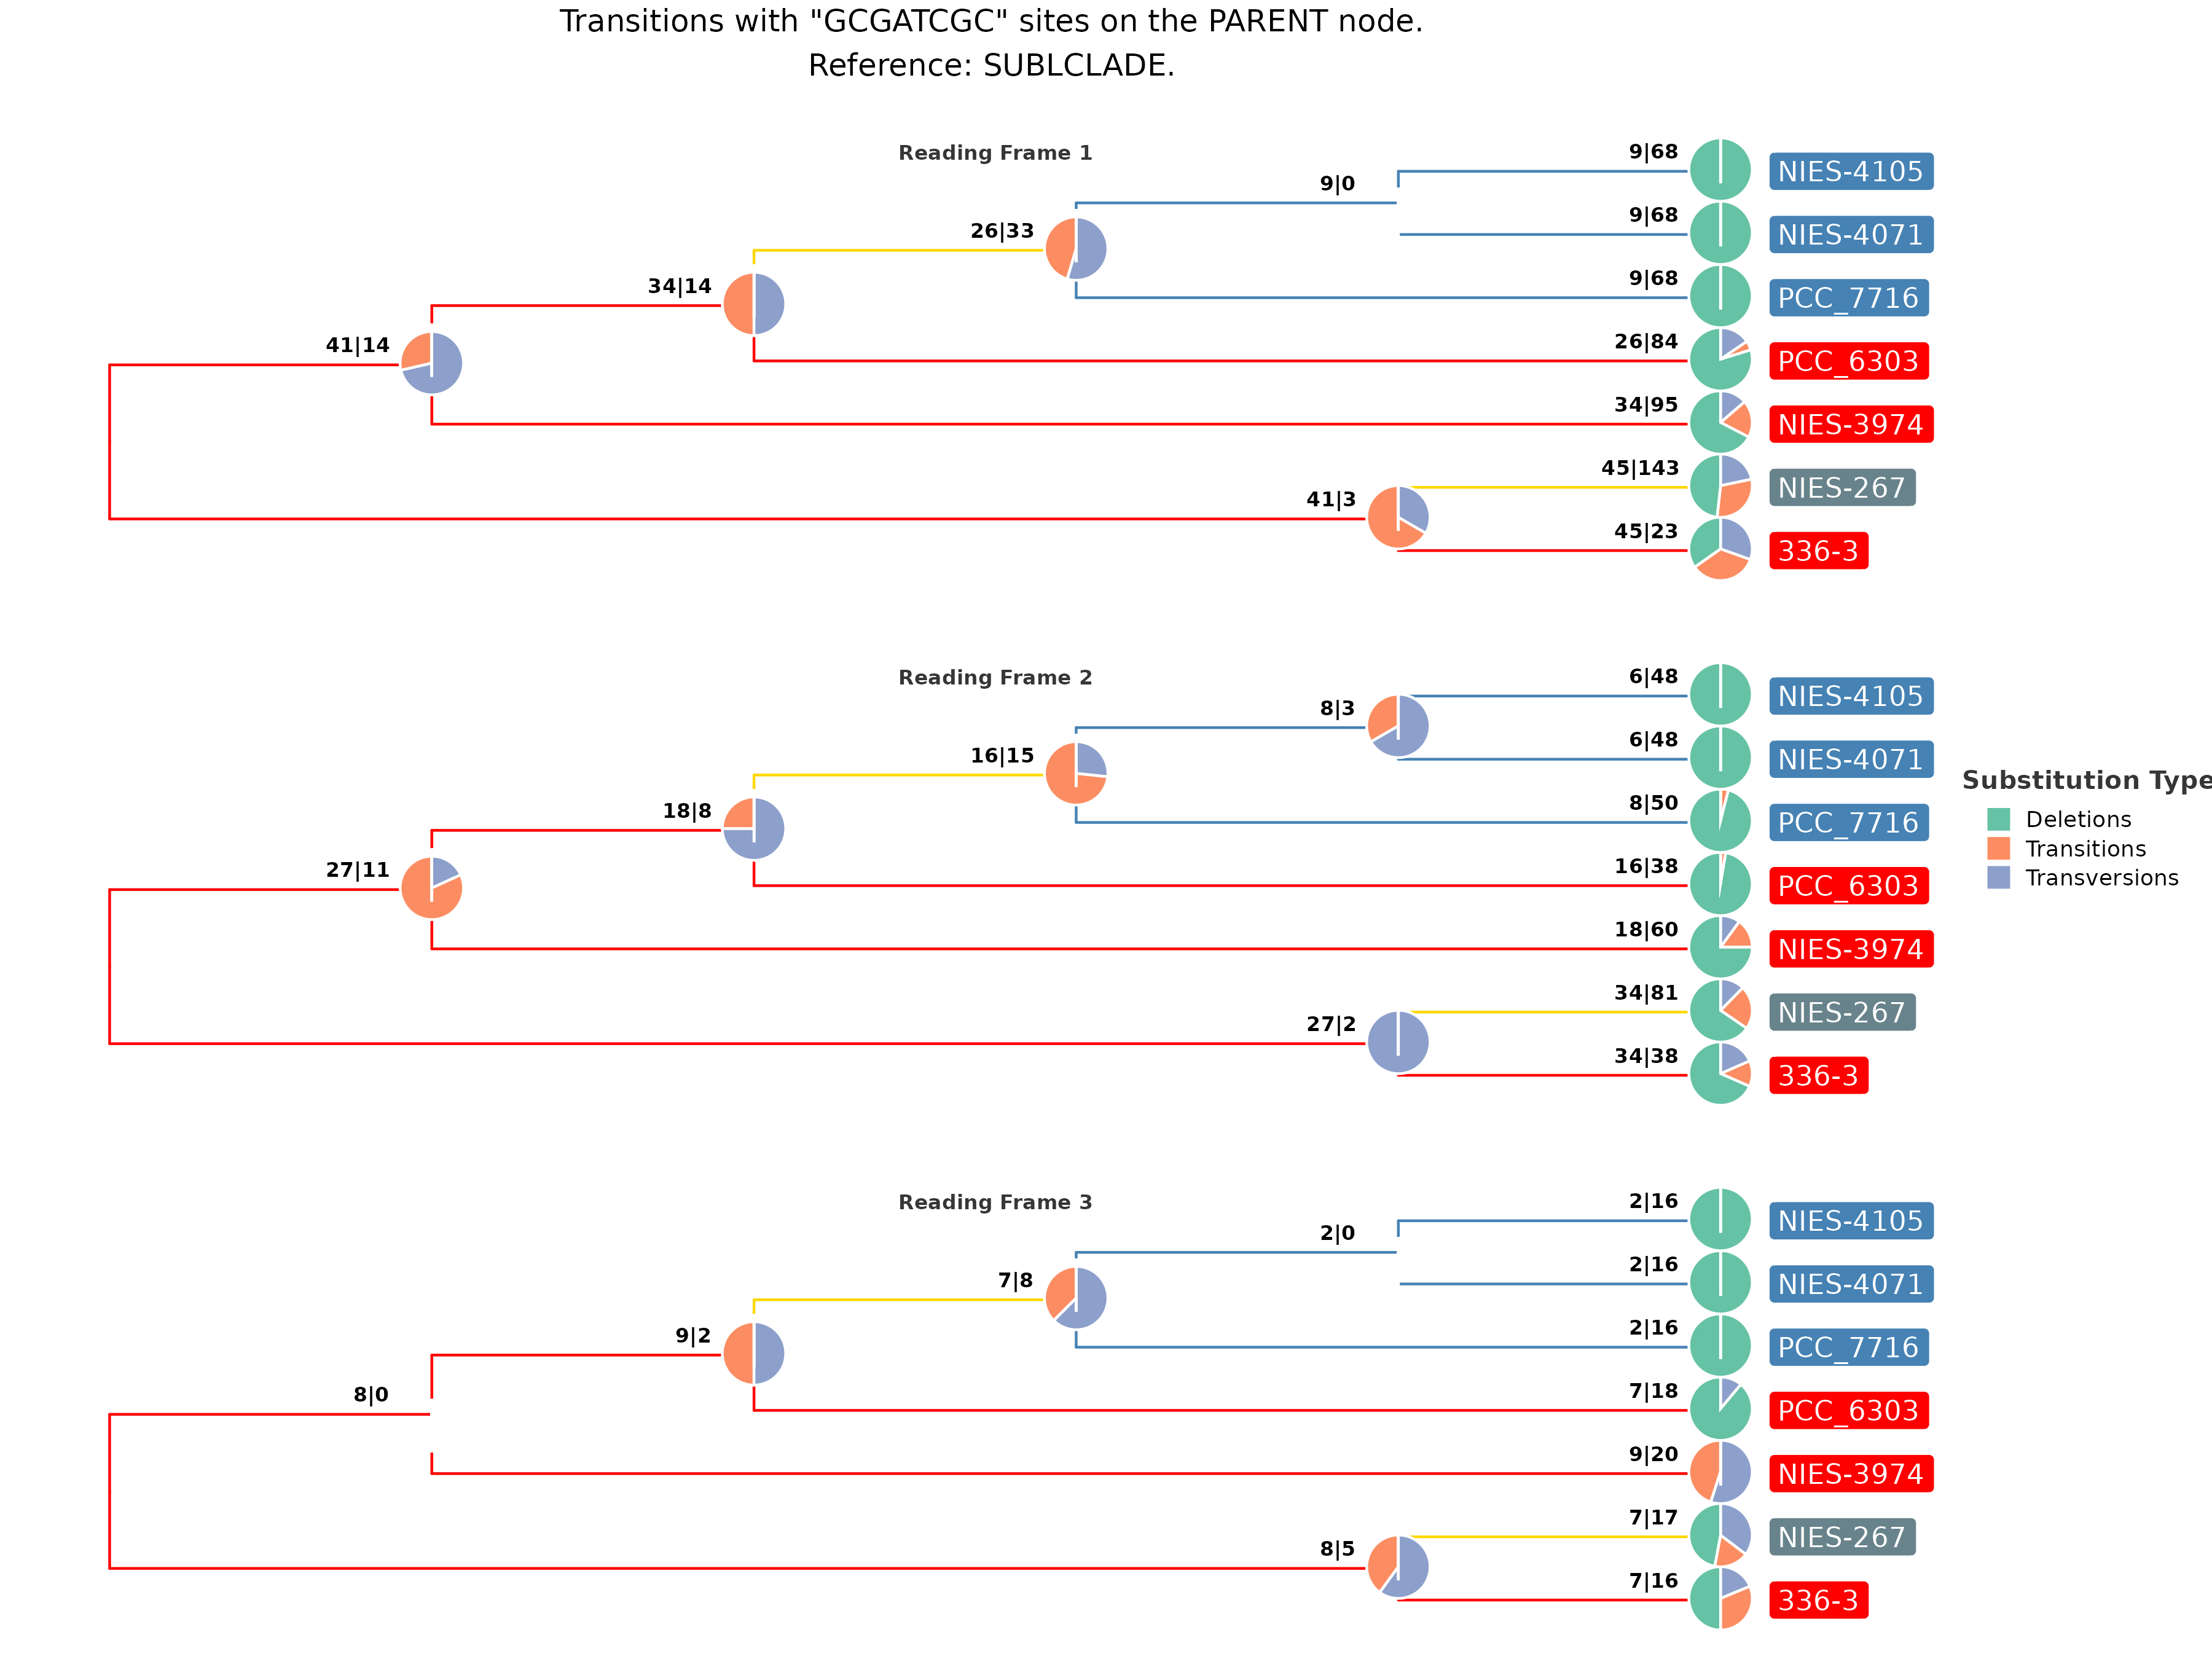 Transitions with "GCGATCGC" sites on the PARENT node.
Reference: SUBLCLADE.
Reading Frame 1
9|68
NIES-4105
9|0
9|68
NIES-4071
26|33
9|68
PCC_7716
34|14
26|84
PCC_6303
41|14
34|95
NIES-3974
45|143
NIES-267
41|3
45|23
336-3
Reading Frame 2
6|48
NIES-4105
8|3
6|48
NIES-4071
16|15
8|50
PCC_7716
18|8
16|38
PCC_6303
27|11
18|60
NIES-3974
34|81
NIES-267
27|2
34|38
336-3
Substitution Type
Deletions
Transitions
Transversions
Reading Frame 3
2|16
NIES-4105
2|0
2|16
NIES-4071
7|8
2|16
PCC_7716
9|2
7|18
PCC_6303
8|0
9|20
NIES-3974
7|17
NIES-267
8|5
7|16
336-3